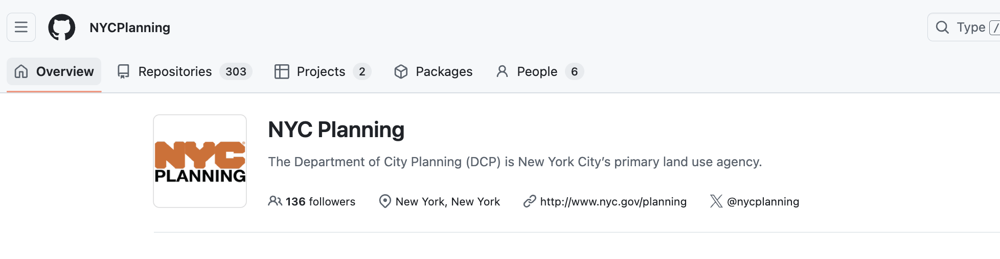 NYCPlanning
Type /
Overview Repositories 303 Projects 2 Packages People 6
NYC
PLANNING
NYC Planning
The Department of City Planning (DCP) is New York City’s primary land use agency.
136 followers New York, New York http://www.nyc.gov/planning @nycplanning